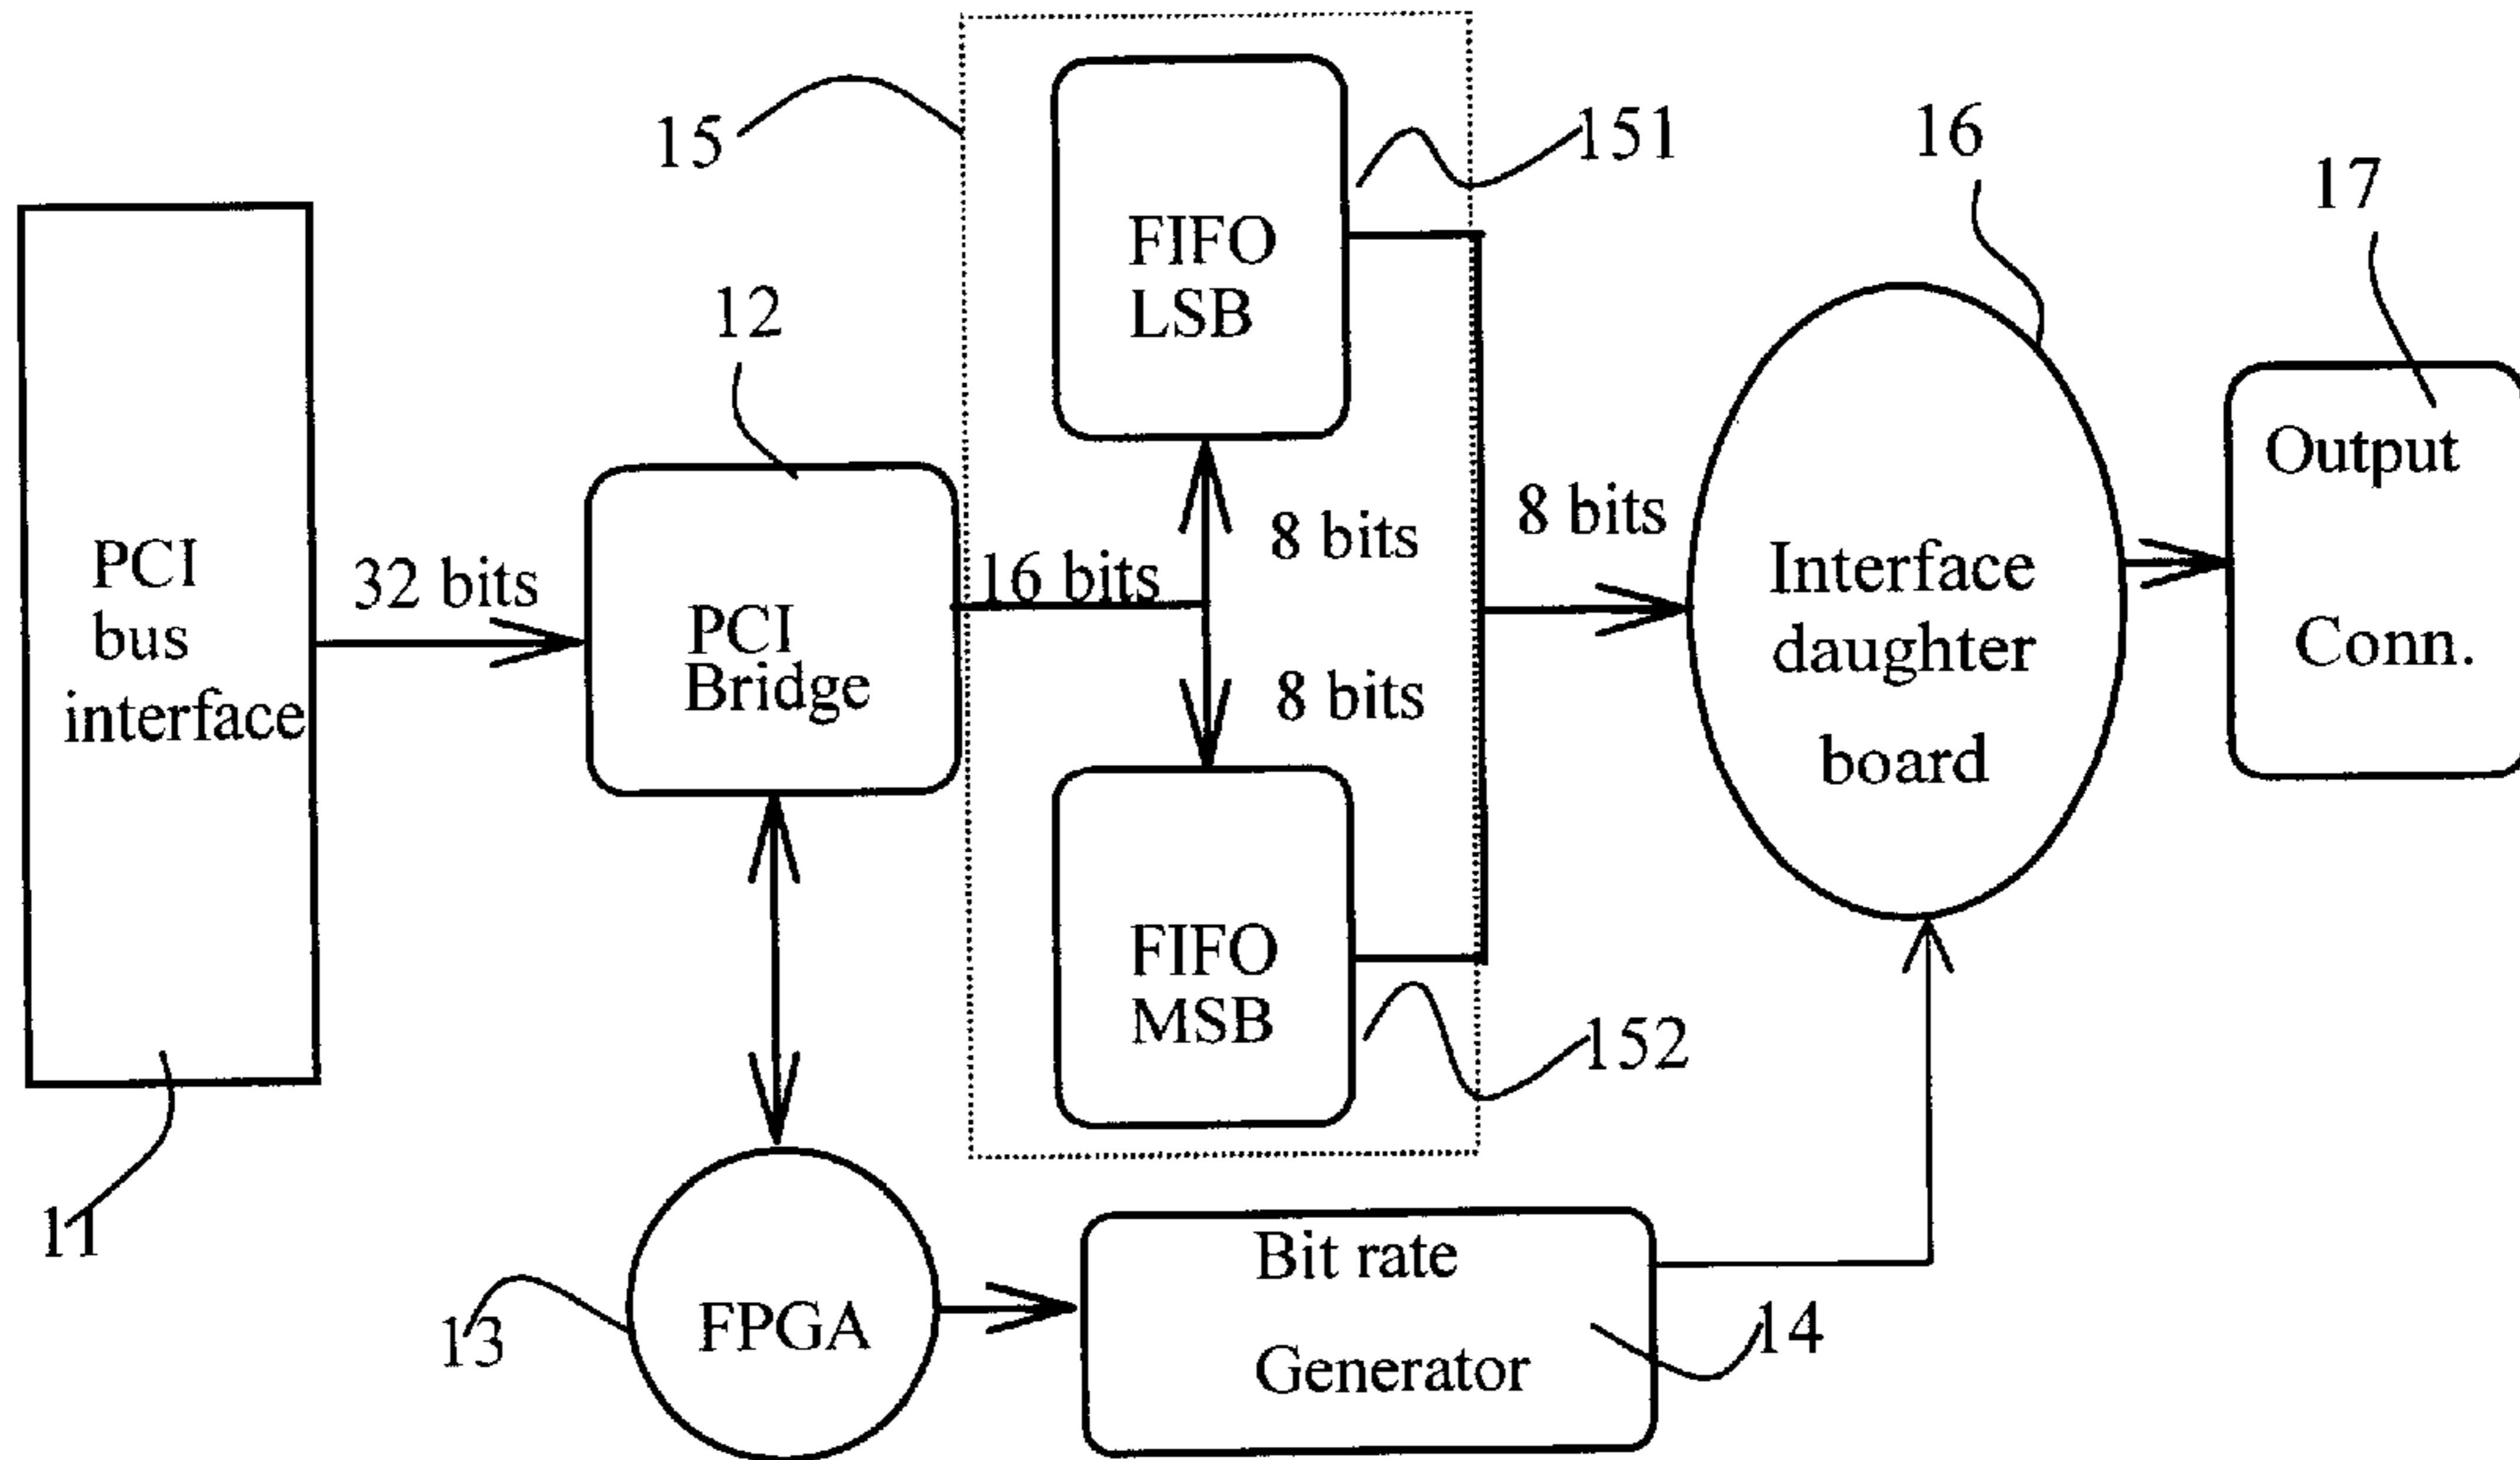 15
151
16
17
FIFO
LSB
12
Output
Conn.
PCI
bus
interface
32 bits
PCI
Bridge
16 bits
8 bits
8 bits
8 bits
Interface
daughter
board
FIFO
MSB
152
11
13
FPGA
Bit rate
Generator
14